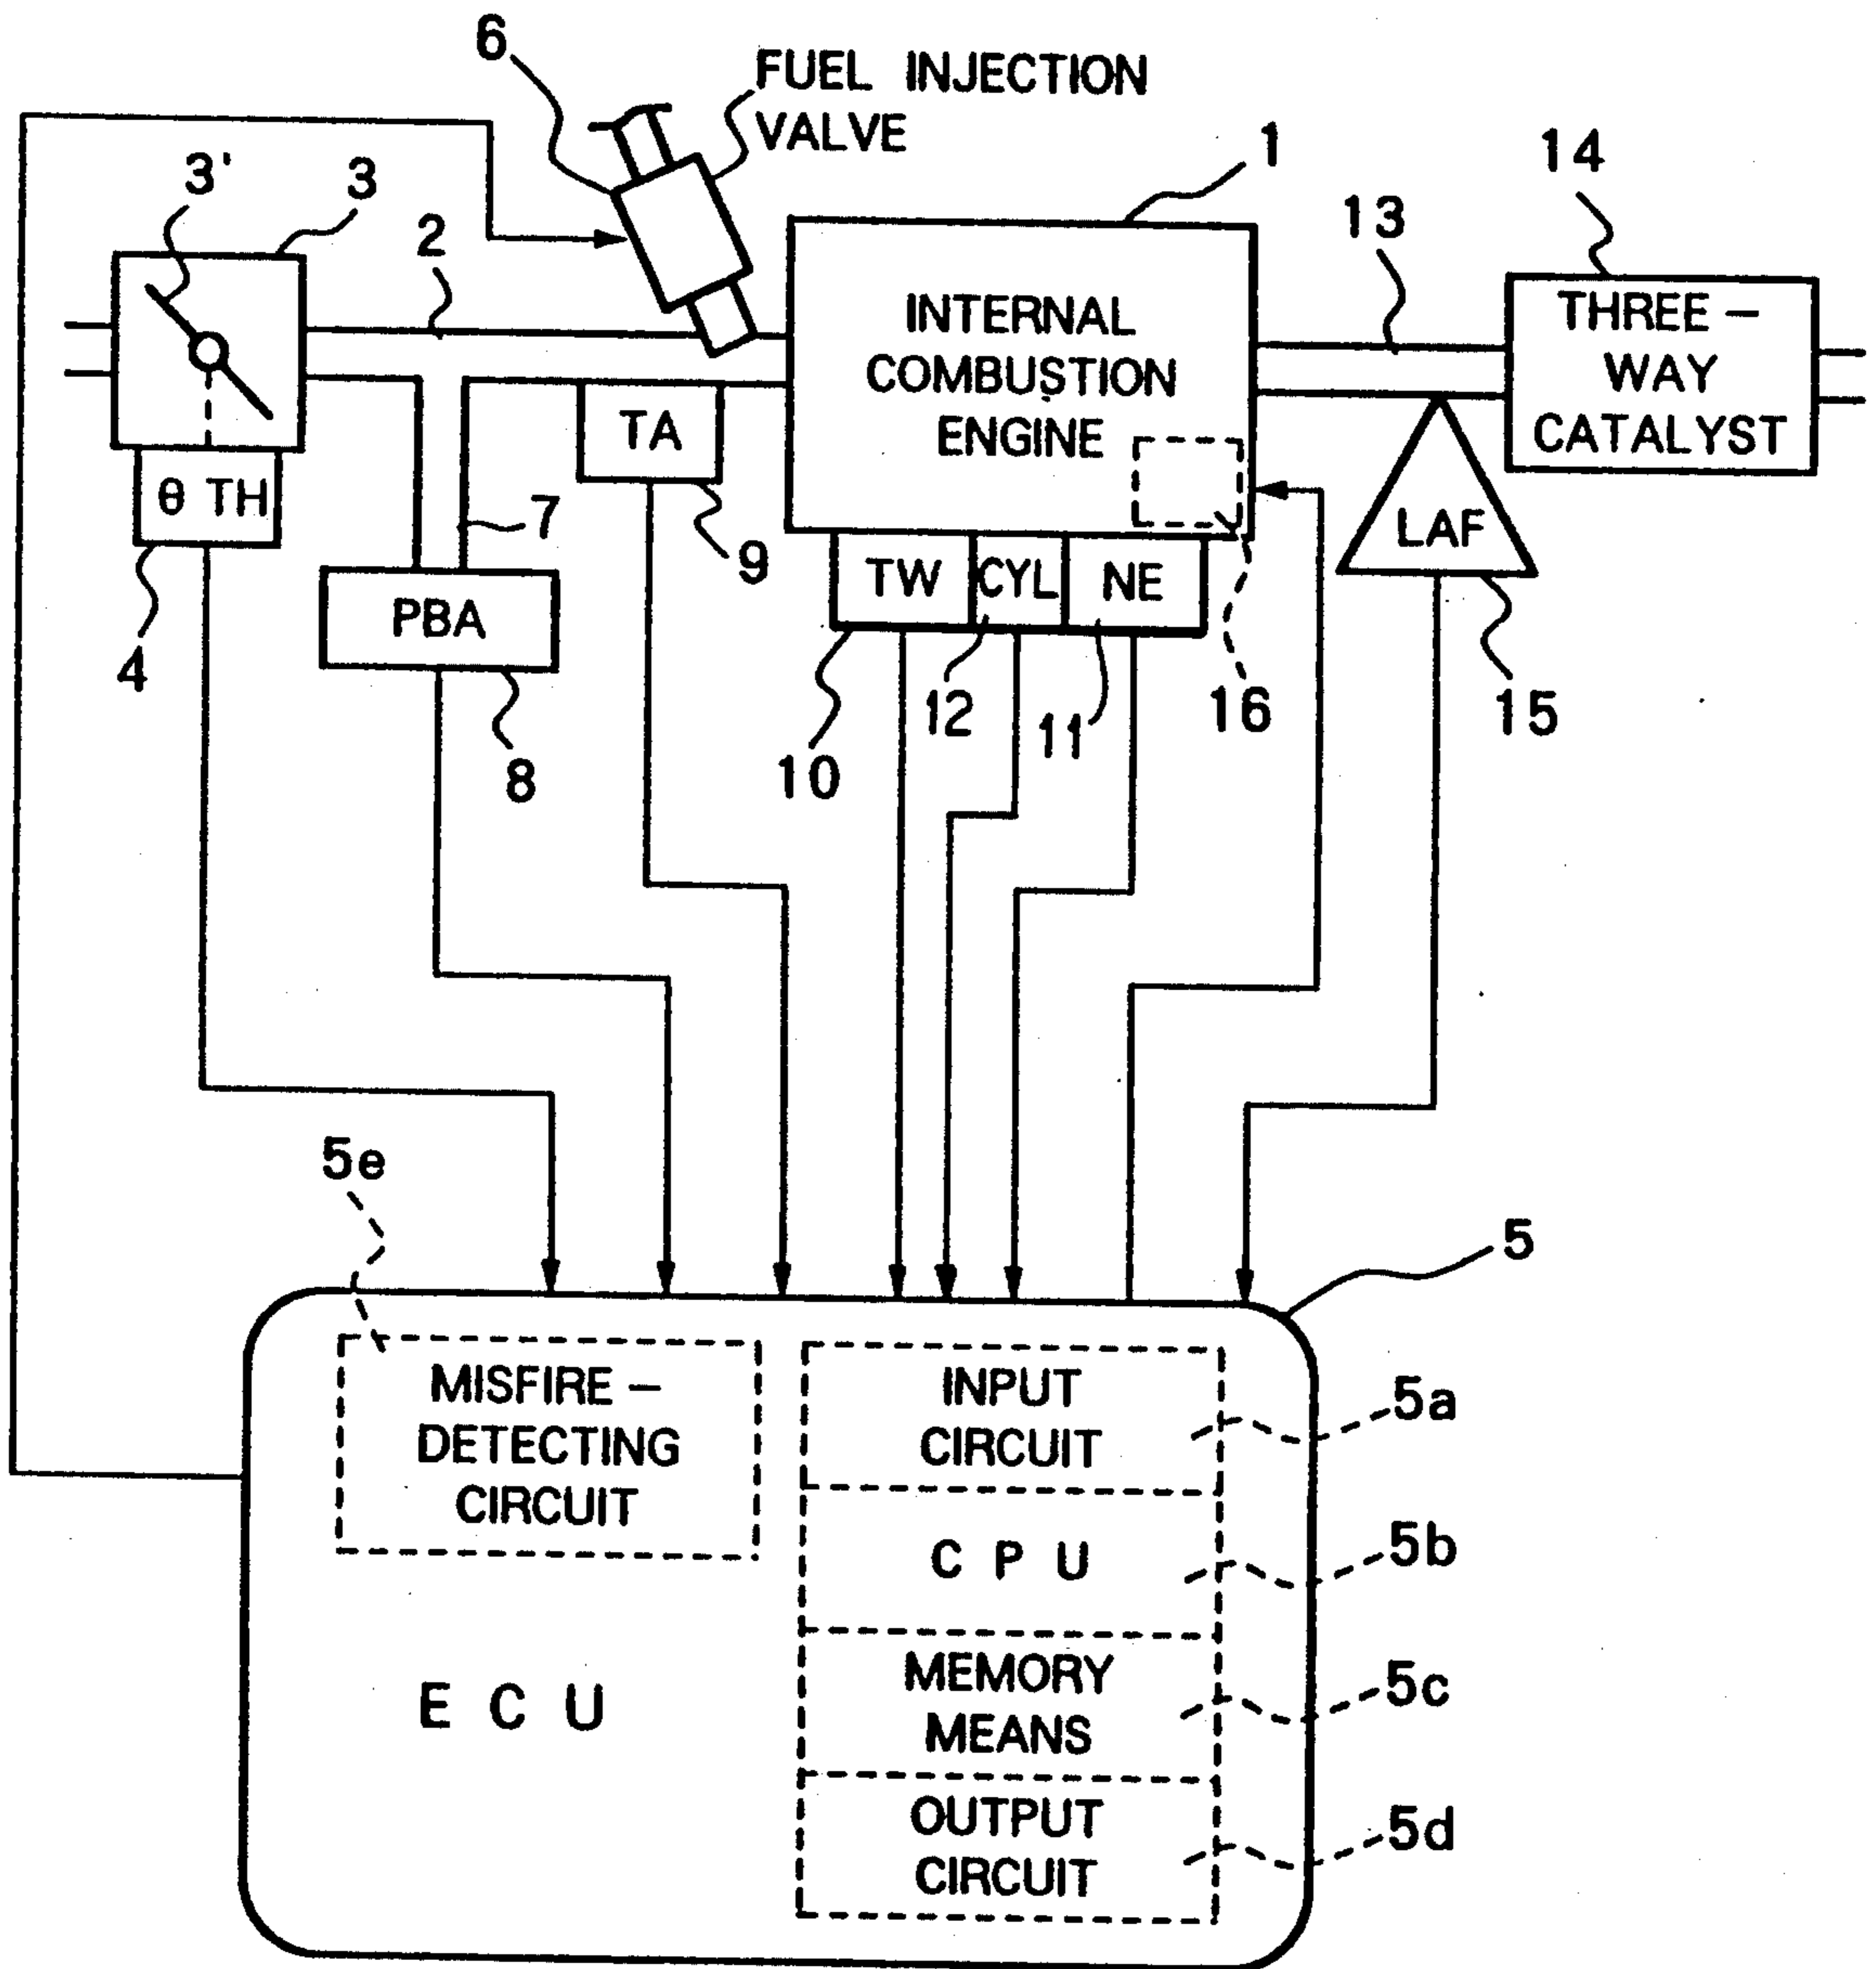 6
FUEL INJECTION
VALVE
1
14
3'
3
2
13
INTERNAL
COMBUSTION
ENGINE
THREE-
WAY
CATALYST
TA
θ TH
7
9
LAF
TW
CYL
NE
PBA
4
12
11
16
15
10
8
5e
5
MISFIRE-
DETECTING
CIRCUIT
INPUT
CIRCUIT
5a
CPU
5b
ECU
MEMORY
MEANS
5c
OUTPUT
CIRCUIT
5d